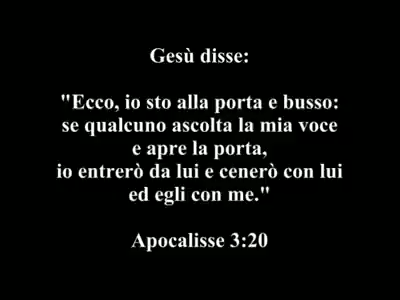 Gesù disse:
"Ecco, io sto alla porta e busso:
se qualcuno ascolta la mia voce
e apre la porta,
io entrerò da lui e cenerò con lui
ed egli con me."
Apocalisse 3:20